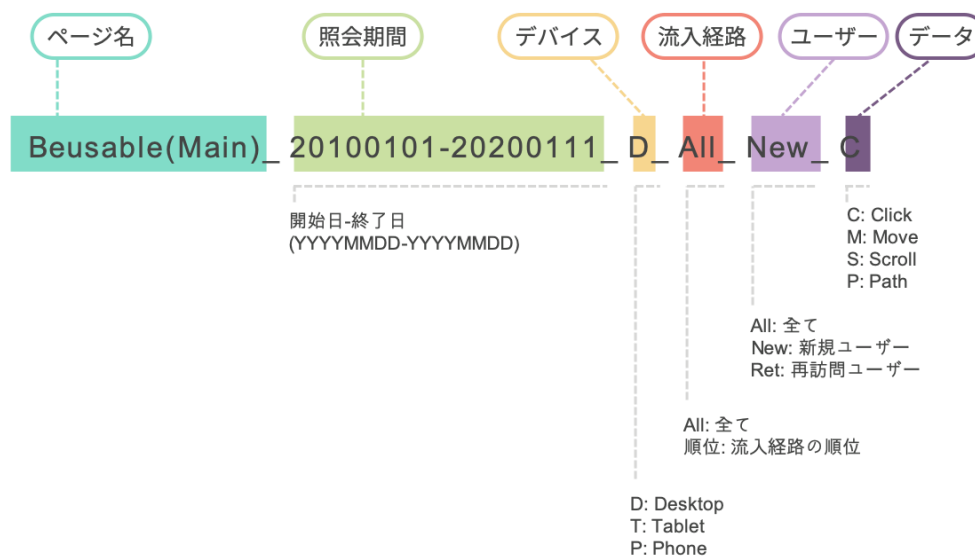 ページ名 照会期間 デバイス 流入経路 ユーザー データ
Beusable(Main)_ 20100101-20200111_ D_ All_ New_ C
開始日-終了日
(YYYYMMDD-YYYYMMDD)
C: Click
M: Move
S: Scroll
P: Path
All: 全て
New: 新規ユーザー
Ret: 再訪問ユーザー
All: 全て
順位: 流入経路の順位
D: Desktop
T: Tablet
P: Phone